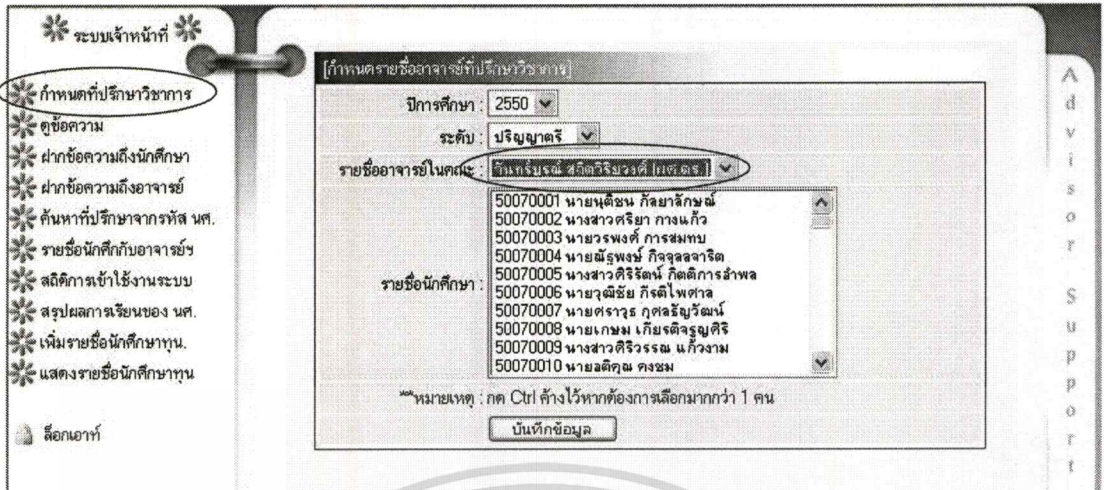 ระบบเจ้าหน้าที่
กำหนดที่ปรึกษาวิชาการ
ดูข้อความ
ฝากข้อความถึงนักศึกษา
ฝากข้อความถึงอาจารย์
ค้นหาที่ปรึกษาจากรหัส นศ.
รายชื่อนักศึกกับอาจารย์ฯ
สถิติการเข้าใช้งานระบบ
สรุปผลการเรียนของ นศ.
เพิ่มรายชื่อนักศึกษาทุน.
แสดงรายชื่อนักศึกษาทุน
ล็อกเอาท์
[กำหนดรายชื่ออาจารย์ที่ปรึกษาวิชาการ]
ปีการศึกษา : 2550
ระดับ : ปริญญาตรี
รายชื่ออาจารย์ในคณะ :
รายชื่อนักศึกษา :
50070001 นายนุติชน กัลยาลักษณ์
50070002 นางสาวศริยา กางแก้ว
50070003 นายวรพงศ์ การสมทบ
50070004 นายณัฐพงษ์ กิจจุลลจาริต
50070005 นางสาวศิริรัตน์ กิตติการอำพล
50070006 นายวุฒิชัย กีรติไพศาล
50070007 นายศราวุธ กุศลธัญวัฒน์
50070008 นายเกษม เกียรติจรูญศิริ
50070009 นางสาวศิริวรรณ แก้วงาม
50070010 นายลติคุณ คงชม
***หมายเหตุ : กด Ctrl ค้างไว้หากต้องการเลือกมากกว่า 1 คน
บันทึกข้อมูล
Advisor Support